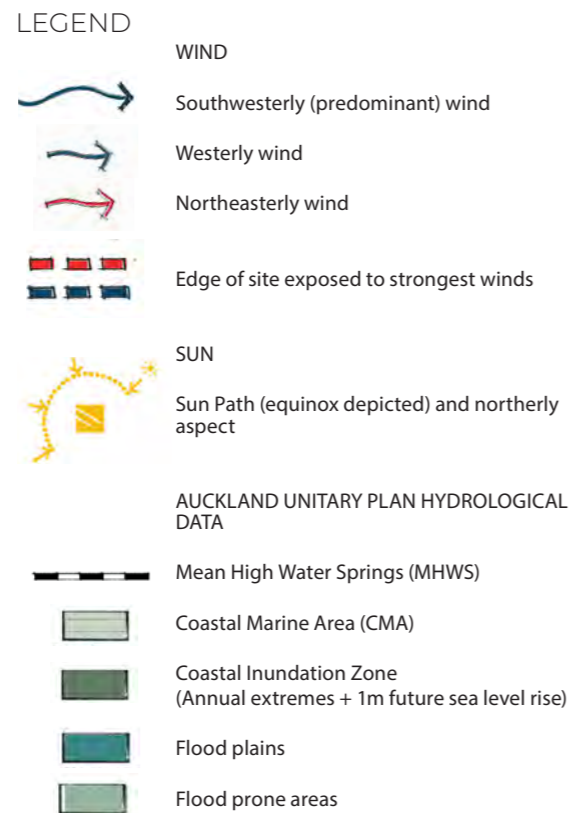 LEGEND
WIND
Southwesterly (predominant) wind
Westerly wind
Northeasterly wind
Edge of site exposed to strongest winds
SUN
Sun Path (equinox depicted) and northerly
aspect
AUCKLAND UNITARY PLAN HYDROLOGICAL
DATA
Mean High Water Springs (MHWS)
Coastal Marine Area (CMA)
Coastal Inundation Zone
(Annual extremes + 1m future sea level rise)
Flood plains
Flood prone areas